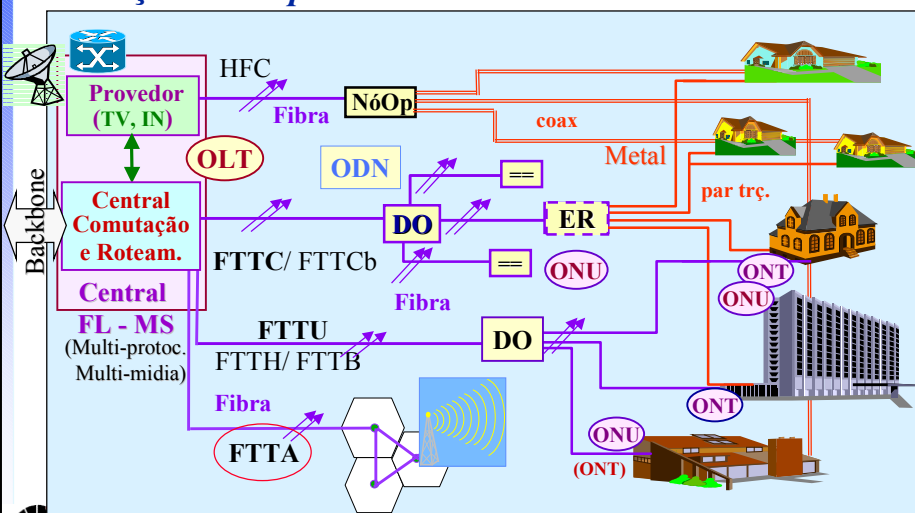 HFC
Provedor
(TV, IN)
Fibra
NóOp
coax
OLT
ODN
==
Metal
par trç.
Backbone
Central
Comutação
e Roteam.
DO
ER
FTTC/ FTTCb
==
ONU
ONT
ONU
Fibra
Central
FL - MS
(Multi-protoc.
Multi-midia)
FTTU
FTTH/ FTTB
DO
Fibra
ONT
FTTA
ONU
(ONT)